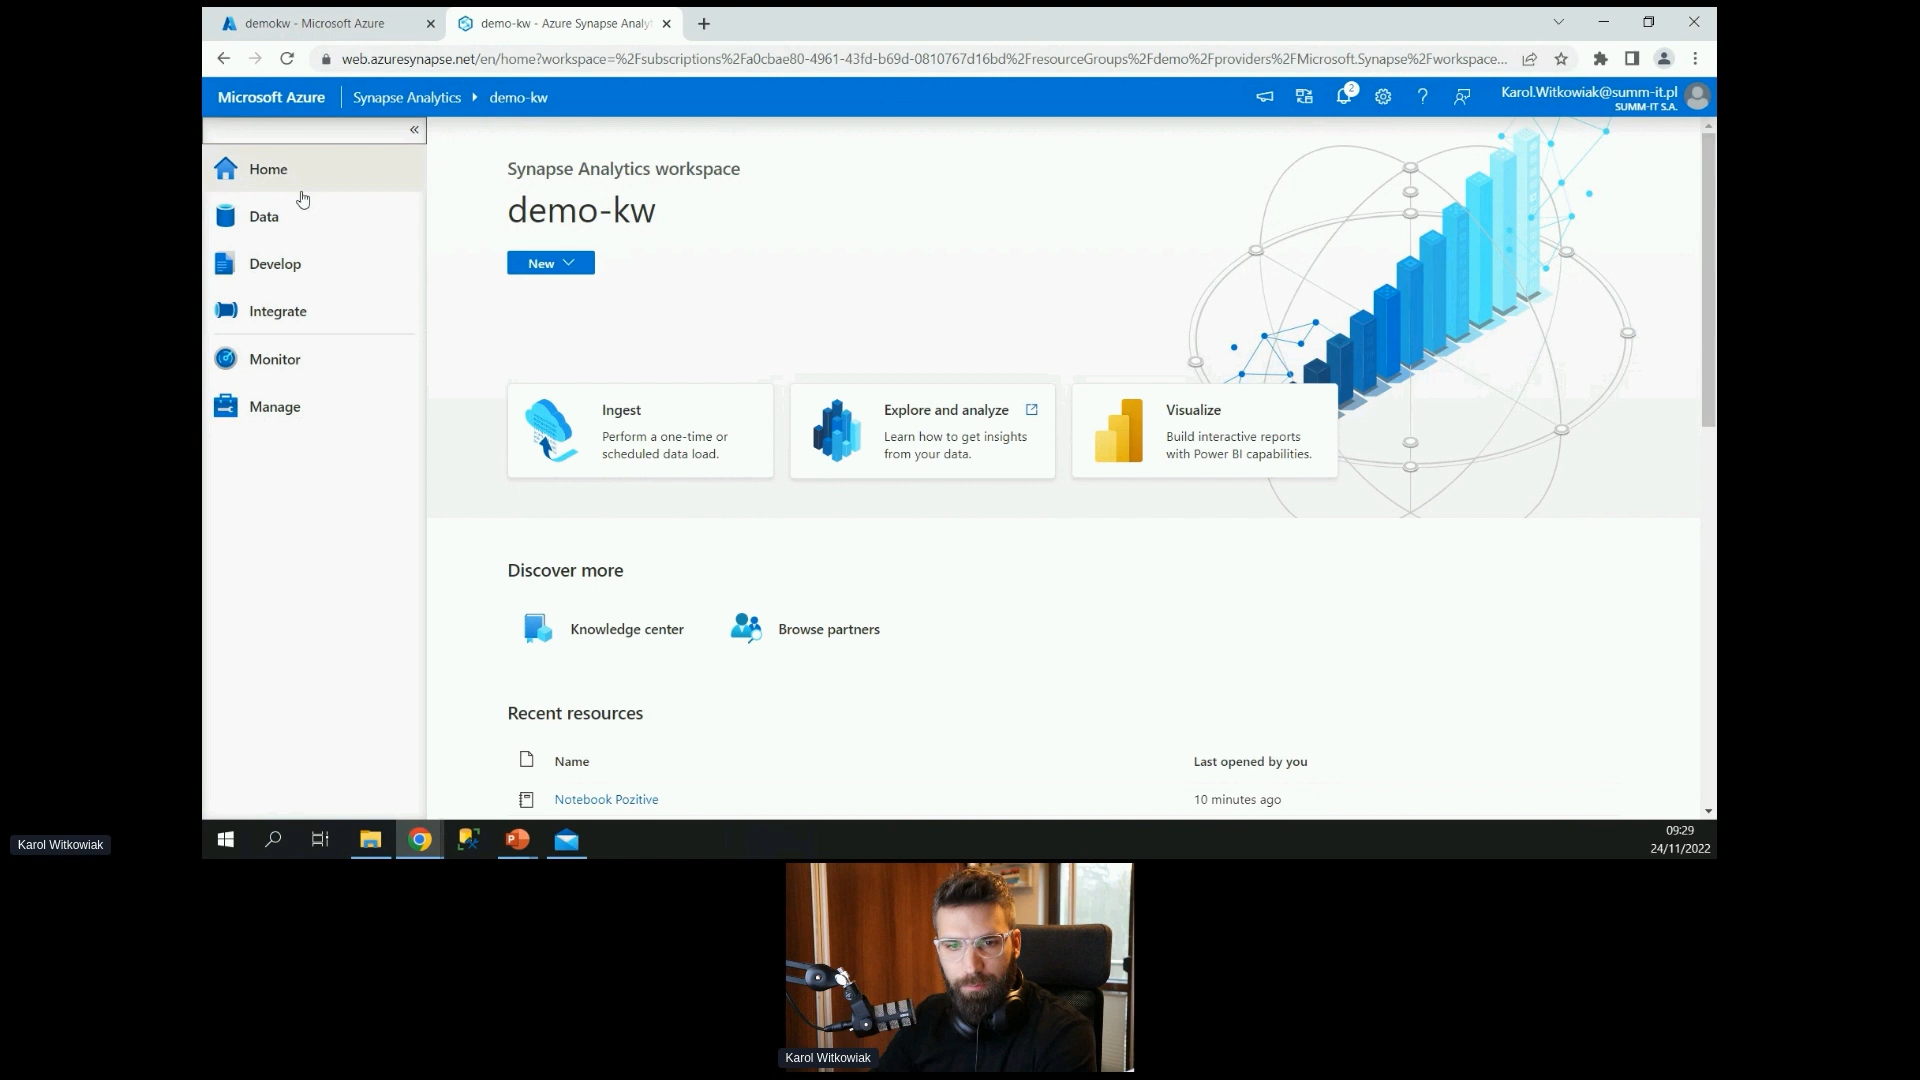 demokw - Microsoft Azure
demo-kw - Azure Synapse Analy
web.azuresynapse.net/en/home?workspace=%2Fsubscriptions%2Fa0cbae80-4961-43fd-b69d-0810767d16bd%2FresourceGroups%2Fdemo%2Fproviders%2FMicrosoft.Synapse%2Fworkspace...
Microsoft Azure
Synapse Analytics
demo-kw
2
Karol.Witkowiak@summ-it.pl
SUMM-IT S.A.
Home
Data
Develop
Integrate
Monitor
Manage
Synapse Analytics workspace
demo-kw
New
Ingest
Perform a one-time or
scheduled data load.
Explore and analyze
Learn how to get insights
from your data.
Visualize
Build interactive reports
with Power BI capabilities.
Discover more
Knowledge center
Browse partners
Recent resources
Name
Last opened by you
Notebook Pozitive
10 minutes ago
09:29
24/11/2022
Karol Witkowiak
Karol Witkowiak